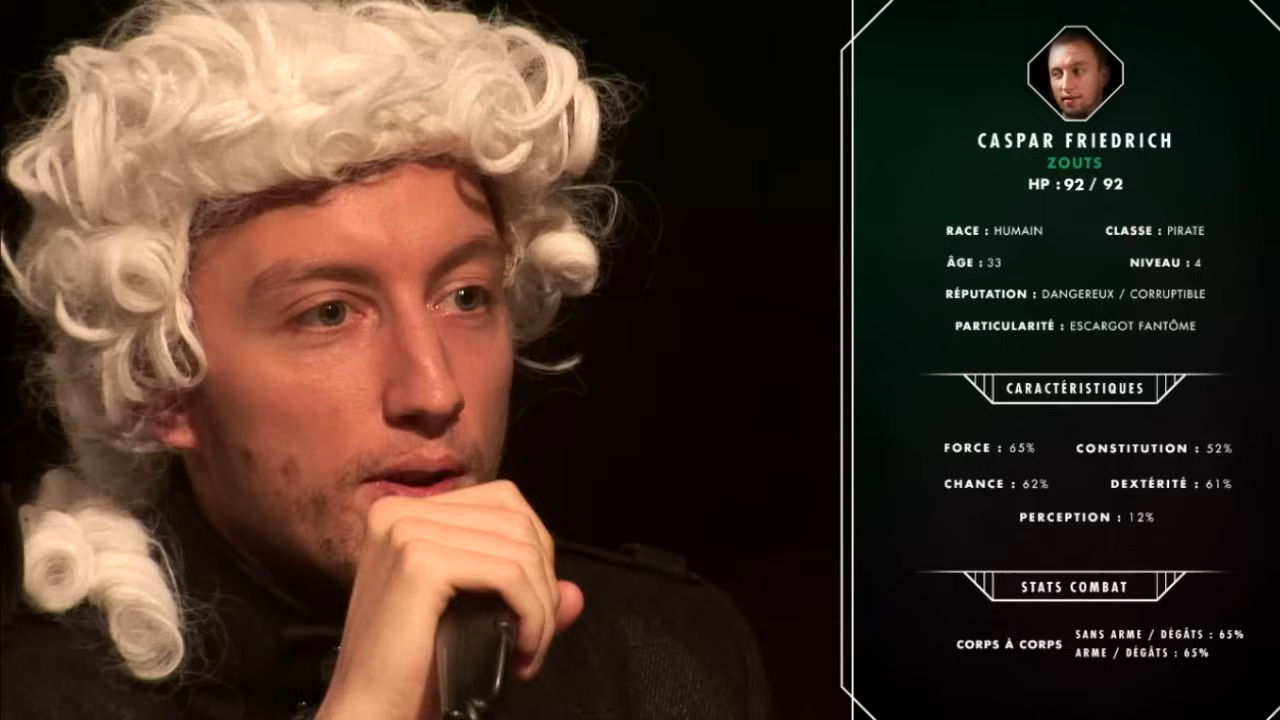 CASPAR FRIEDRICH
ZOUTS
HP : 92 / 92
RACE : HUMAIN CLASSE : PIRATE
ÂGE : 33 NIVEAU : 4
RÉPUTATION : DANGEREUX / CORRUPTIBLE
PARTICULARITÉ : ESCARGOT FANTÔME
CARACTÉRISTIQUES
FORCE : 65% CONSTITUTION : 52%
CHANCE : 62% DEXTÉRITÉ : 61%
PERCEPTION : 12%
STATS COMBAT
CORPS À CORPS SANS ARME / DÉGÂTS : 65%
ARME / DÉGÂTS : 65%